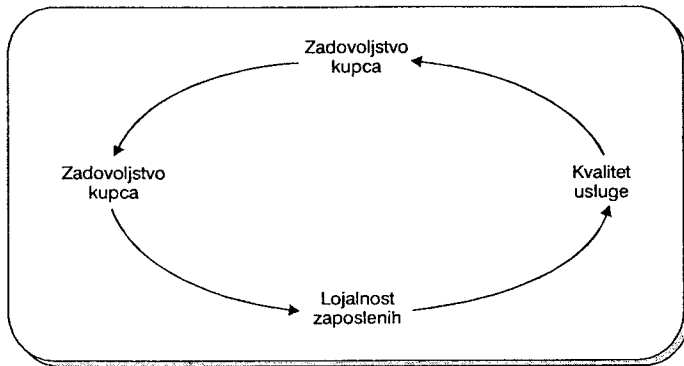 Zadovoljstvo
kupca
Zadovoljstvo
kupca
Kvalitet
usluge
Lojalnost
zaposlenih